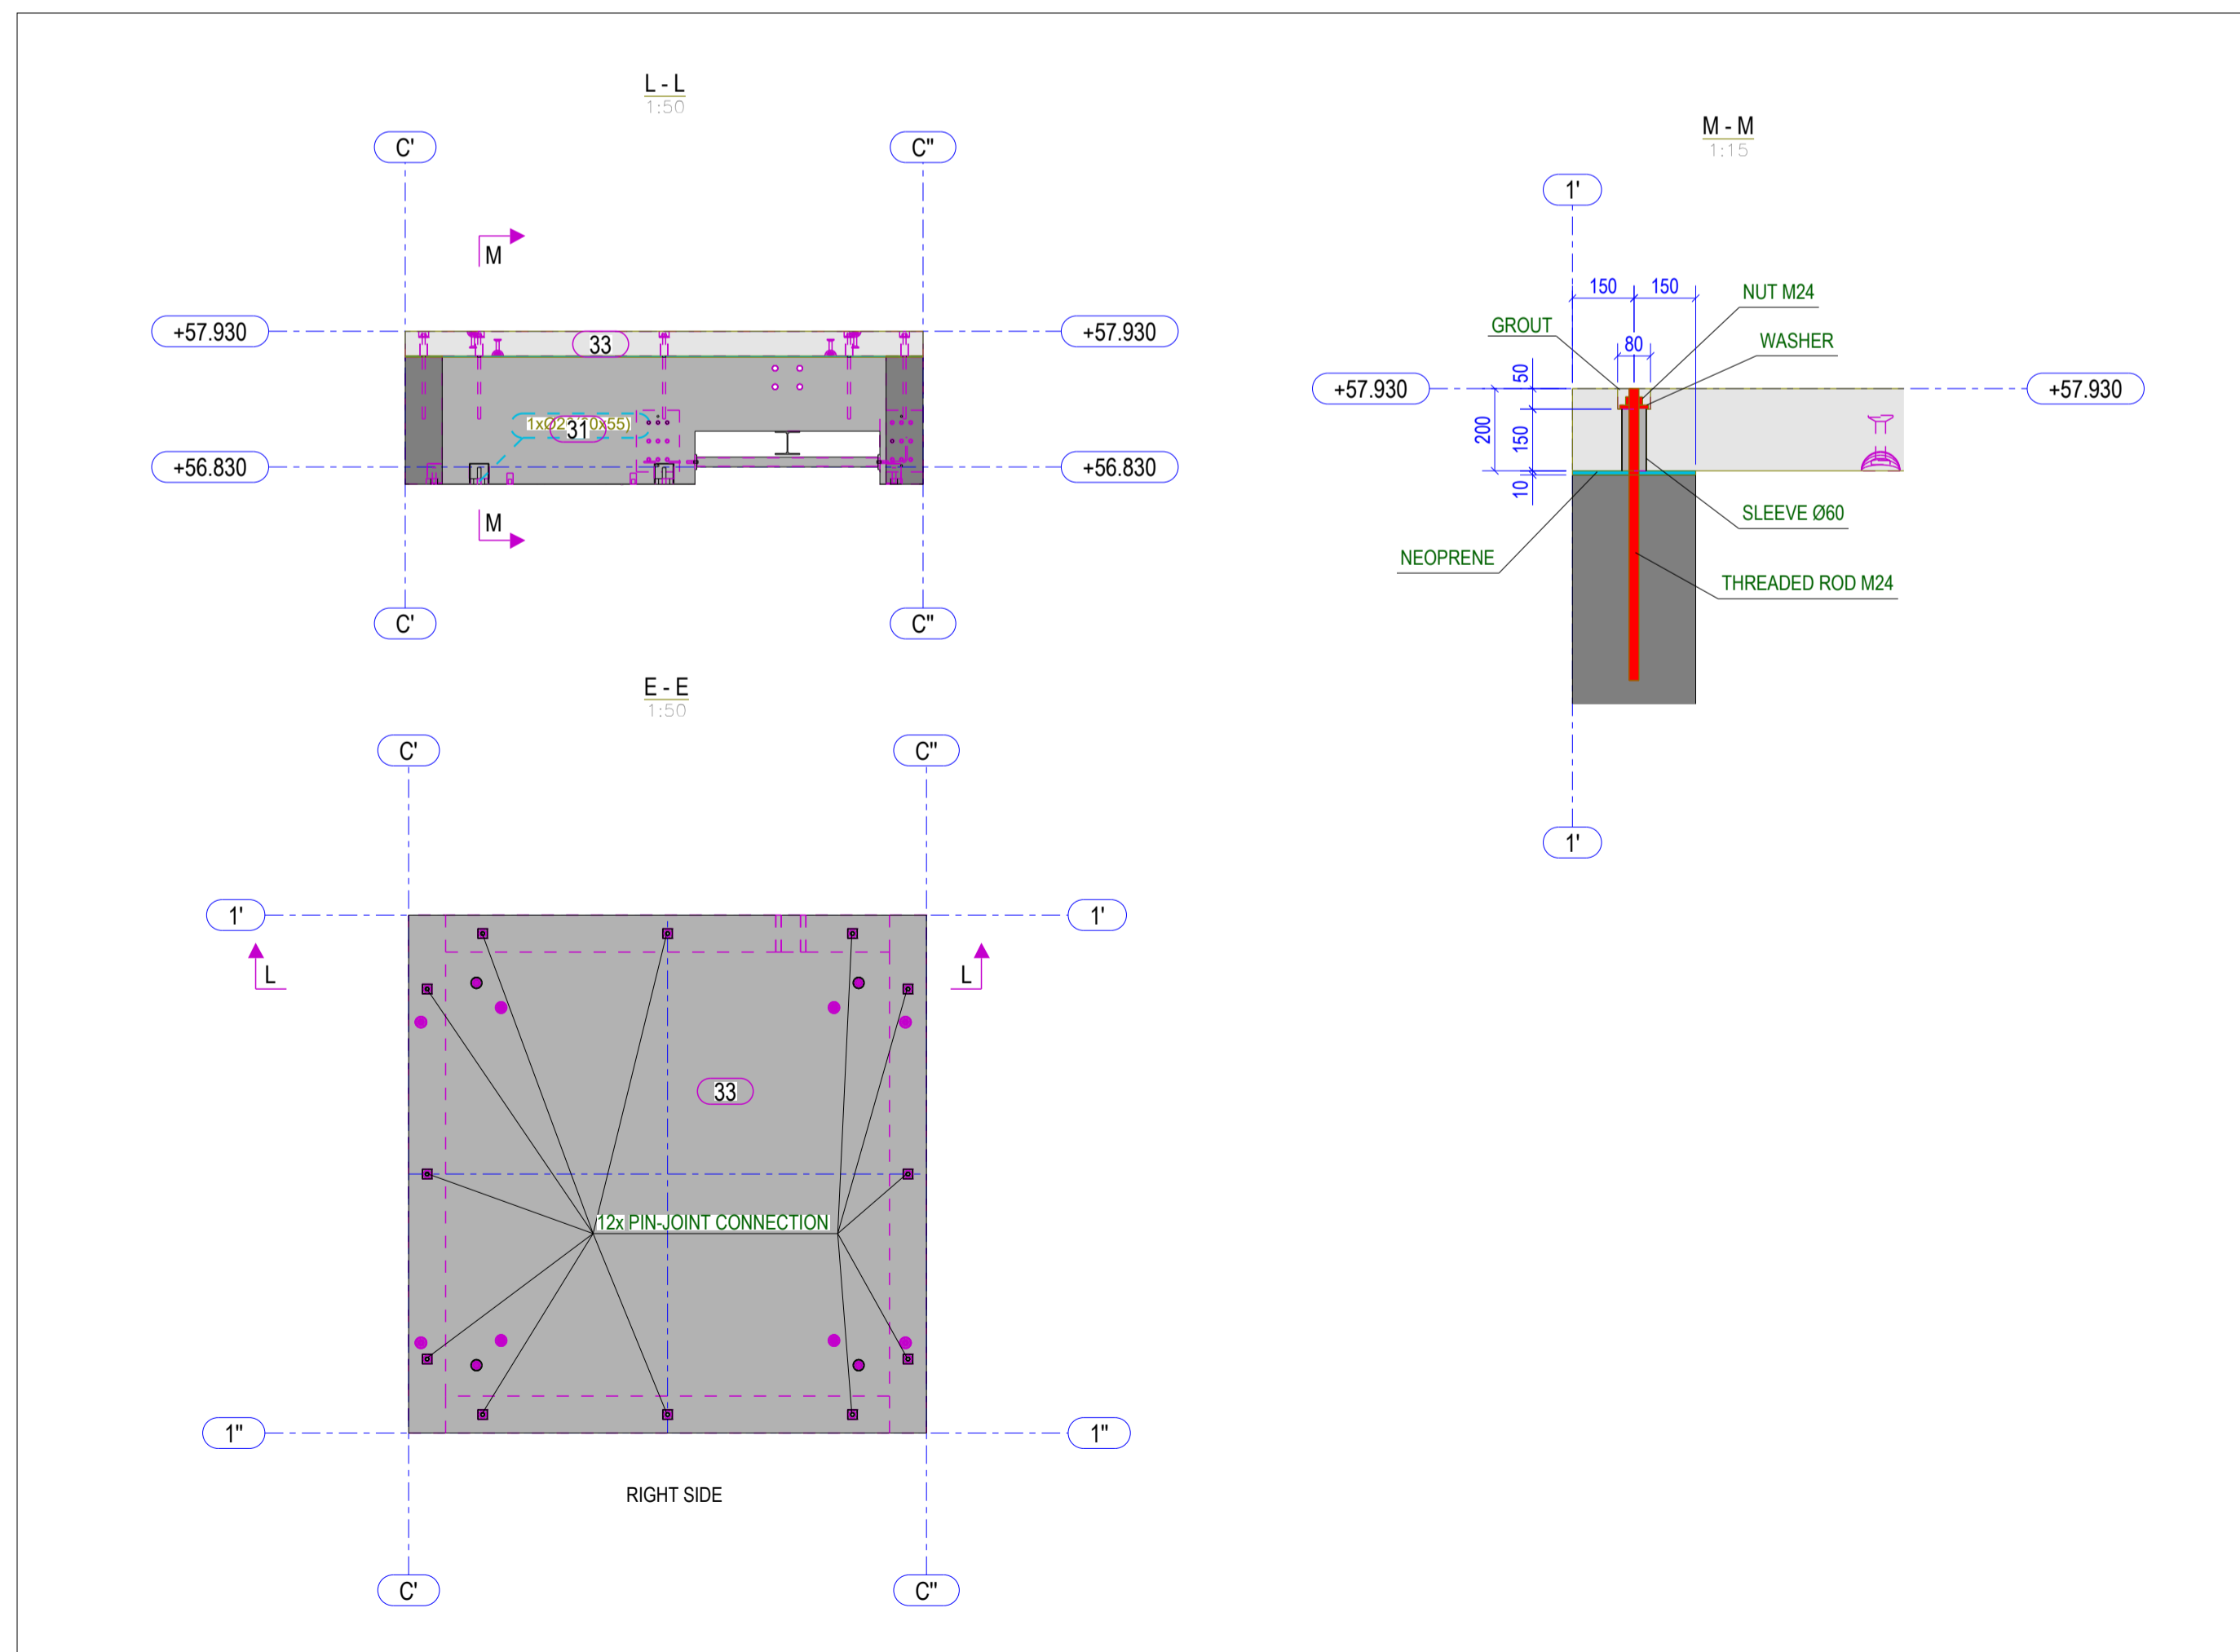 L - L
1:50
C'
C"
M
+57.930
33
+57.930
31
+56.830
+56.830
M
C'
C"
E - E
1:50
C'
C"
1'
1'
L
L
33
12x PIN-JOINT CONNECTION
1"
1"
RIGHT SIDE
C'
C"
M - M
1:15
1'
150
150
NUT M24
GROUT
80
WASHER
50
+57.930
+57.930
200
150
10
SLEEVE Ø60
NEOPRENE
THREADED ROD M24
1'